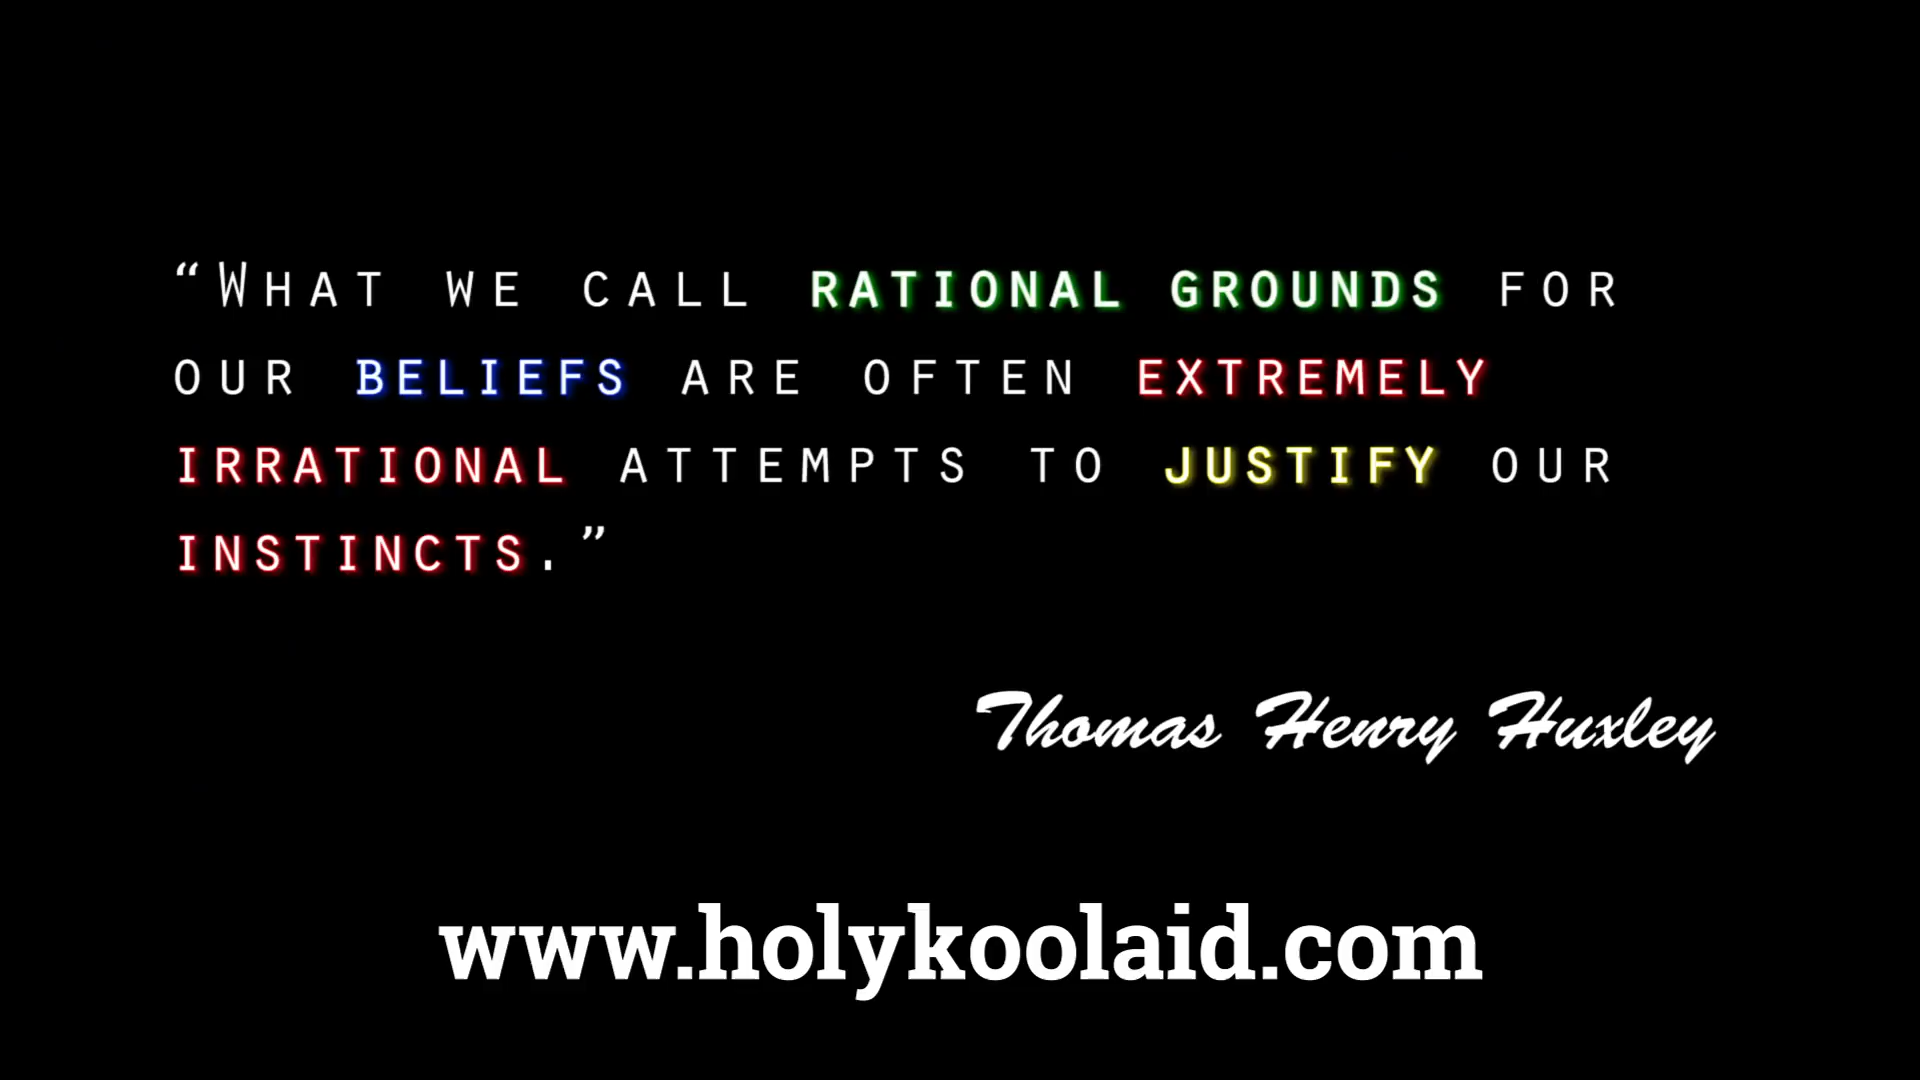 “What we call rational grounds for
our beliefs are often extremely
irrational attempts to justify our
instincts.”
Thomas Henry Huxley
www.holykoolaid.com